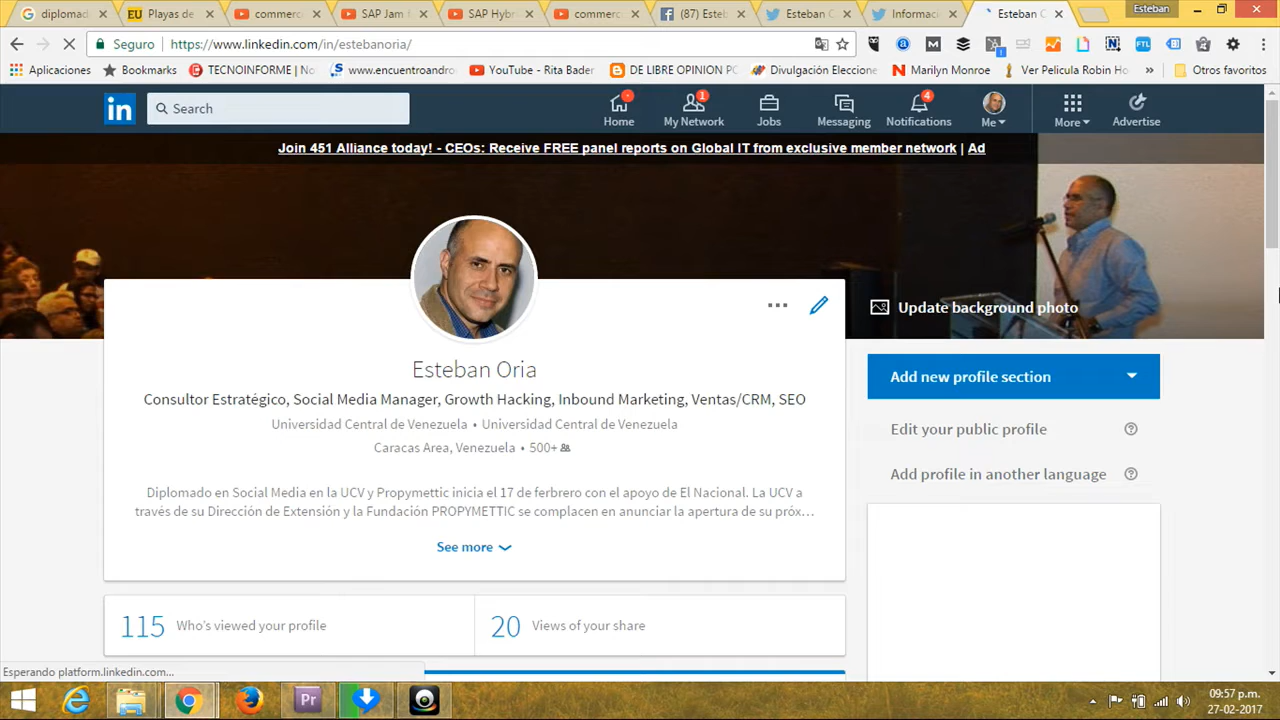 diplomad
Playas de
commerc
SAP Jam
SAP Hybr
commerc
(87) Esteb
Esteban C
Informaci
Esteban C
Esteban
Seguro
https://www.linkedin.com/in/estebanoria/
Aplicaciones
Bookmarks
TECNOINFORME | No
www.encuentroandro
YouTube - Rita Bader
DE LIBRE OPINION PO
Divulgación Eleccione
Marilyn Monroe
Ver Pelicula Robin Ho
»
Otros favoritos
in
Search
Home
1
My Network
Jobs
Messaging
4
Notifications
Me
More
Advertise
Join 451 Alliance today! - CEOs: Receive FREE panel reports on Global IT from exclusive member network | Ad
Update background photo
Esteban Oria
Consultor Estratégico, Social Media Manager, Growth Hacking, Inbound Marketing, Ventas/CRM, SEO
Universidad Central de Venezuela • Universidad Central de Venezuela
Caracas Area, Venezuela • 500+
Diplomado en Social Media en la UCV y Propymettic inicia el 17 de ferbrero con el apoyo de El Nacional. La UCV a
través de su Dirección de Extensión y la Fundación PROPYMETTIC se complacen en anunciar la apertura de su próx…
See more
Add new profile section
Edit your public profile
Add profile in another language
115 Who's viewed your profile
20 Views of your share
Esperando platform.linkedin.com...
Pr
09:57 p.m.
27-02-2017